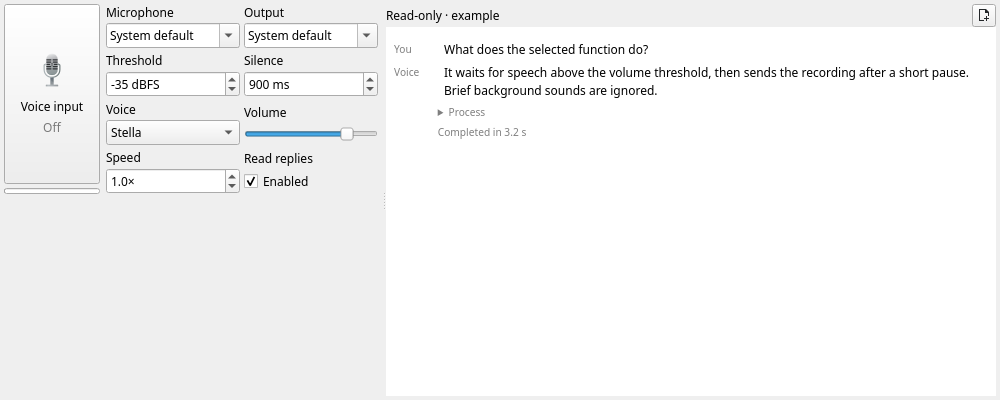 Voice input
Off
Microphone
System default
Output
System default
Threshold
-35 dBFS
Silence
900 ms
Voice
Stella
Volume
Speed
1.0×
Read replies
Enabled
Read-only · example
You
What does the selected function do?
Voice
It waits for speech above the volume threshold, then sends the recording after a short pause.
Brief background sounds are ignored.
Process
Completed in 3.2 s